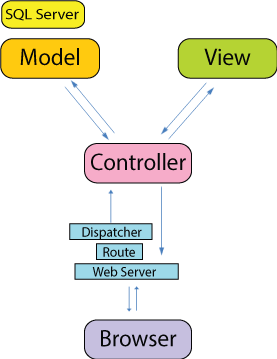 SQL Server
Model
View
Controller
Dispatcher
Route
Web Server
Browser